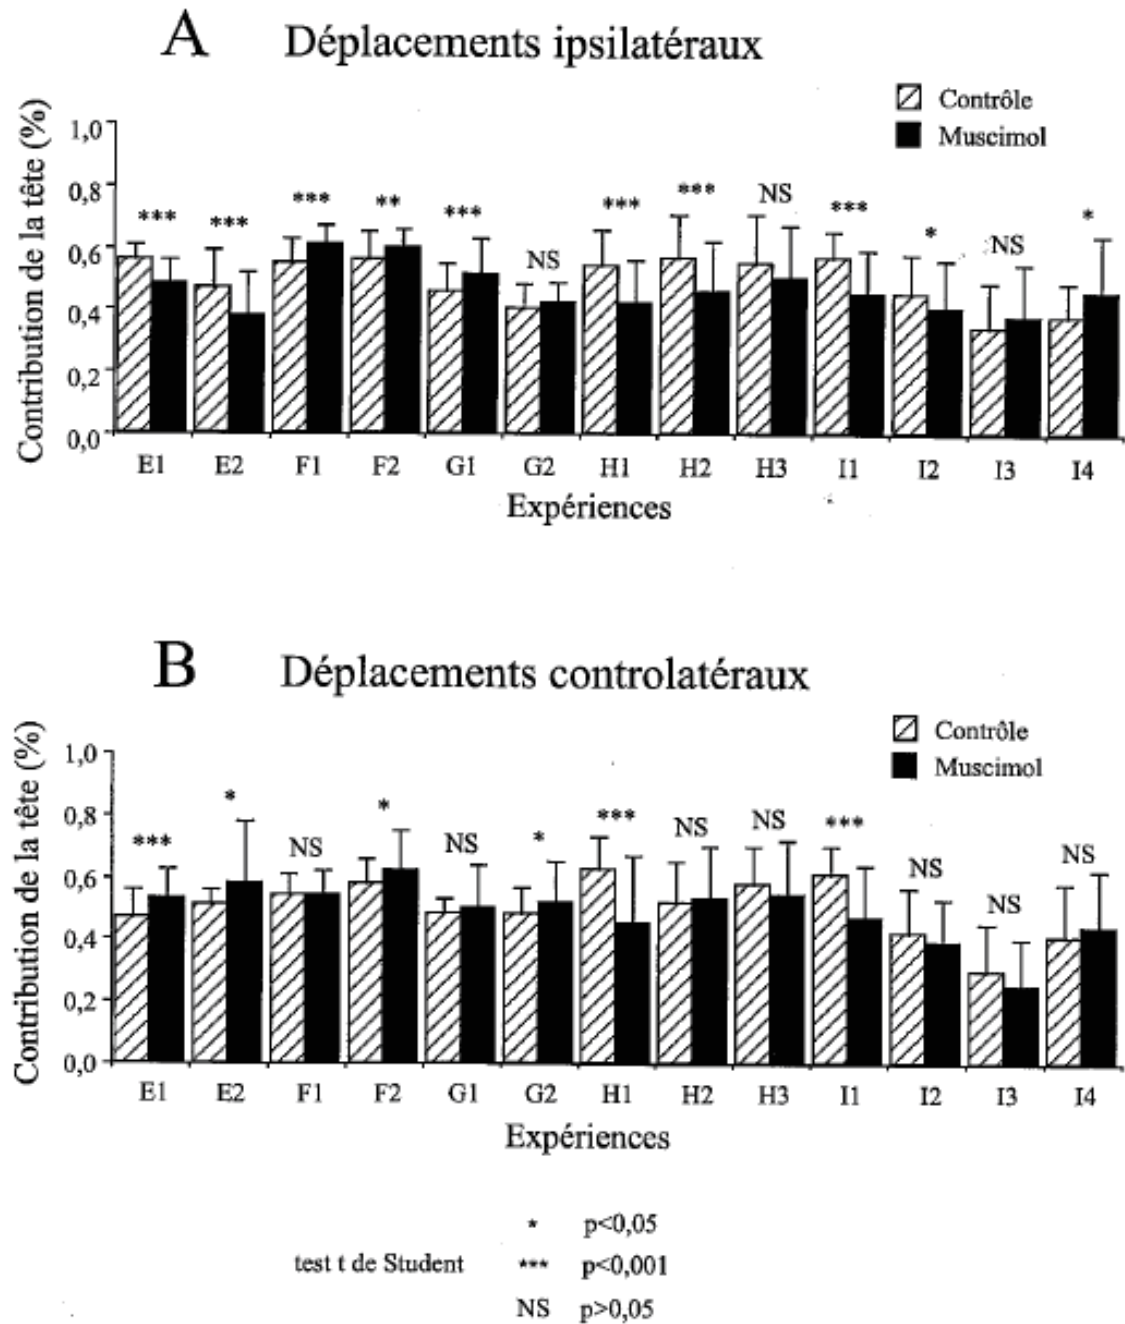 A Déplacements ipsilatéraux
Contrôle
Muscimol
Contribution de la tête (%)
1,0
0,8
0,6
0,4
0,2
0,0
*** *** *** ** *** NS *** *** NS *** * NS *
E1 E2 F1 F2 G1 G2 H1 H2 H3 I1 I2 I3 I4
Expériences
B Déplacements controlatéraux
Contrôle
Muscimol
Contribution de la tête (%)
1,0
0,8
0,6
0,4
0,2
0,0
*** * NS * NS * *** NS NS *** NS NS NS
E1 E2 F1 F2 G1 G2 H1 H2 H3 I1 I2 I3 I4
Expériences
* p<0,05
test t de Student *** p<0,001
NS p>0,05